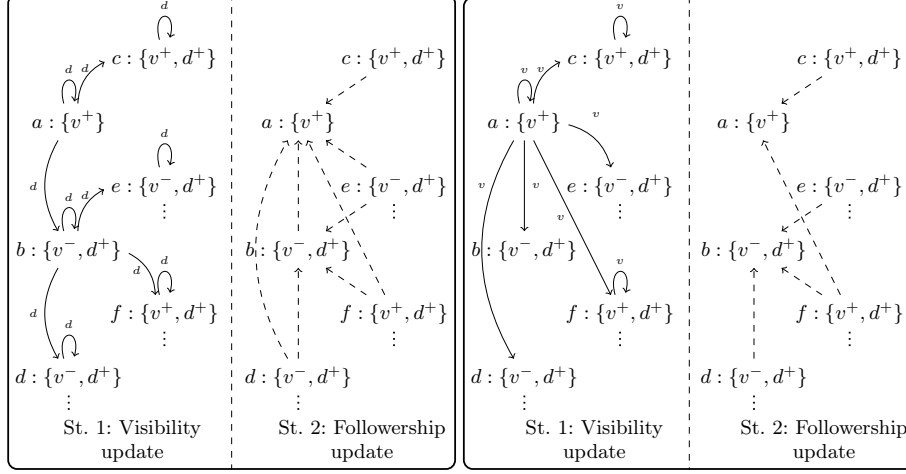 d
c : {v⁺, d⁺}
c : {v⁺, d⁺}
d d
a : {v⁺}
a : {v⁺}
d
e : {v⁻, d⁺}
⋮
e : {v⁻, d⁺}
⋮
d
d d
b : {v⁻, d⁺}
b : {v⁻, d⁺}
d
d
f : {v⁺, d⁺}
⋮
f : {v⁺, d⁺}
⋮
d
d
d : {v⁻, d⁺}
⋮
d : {v⁻, d⁺}
⋮
St. 1: Visibility
update
St. 2: Followership
update
v
c : {v⁺, d⁺}
c : {v⁺, d⁺}
v v
a : {v⁺}
a : {v⁺}
v
e : {v⁻, d⁺}
⋮
e : {v⁻, d⁺}
⋮
v
v
v
b : {v⁻, d⁺}
b : {v⁻, d⁺}
v
f : {v⁺, d⁺}
⋮
f : {v⁺, d⁺}
⋮
d : {v⁻, d⁺}
⋮
d : {v⁻, d⁺}
⋮
St. 1: Visibility
update
St. 2: Followership
update